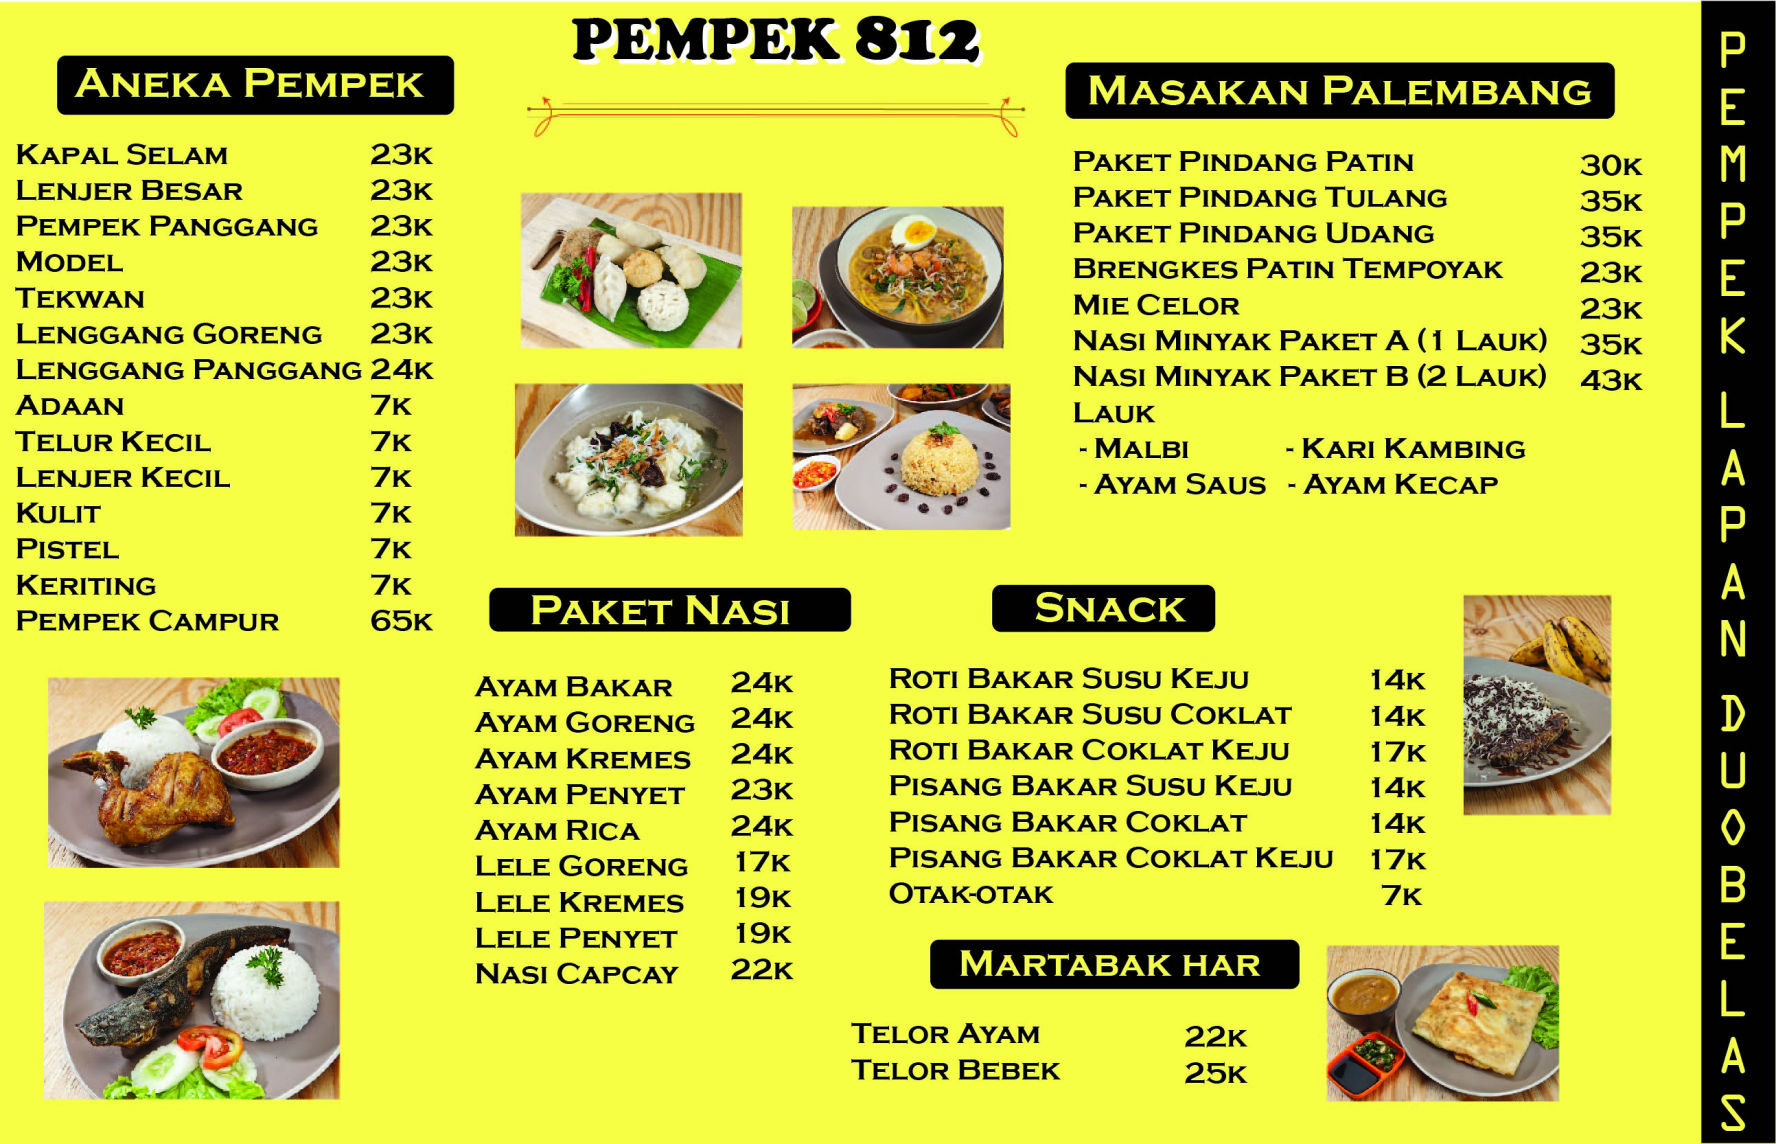 PEMPEK 812
ANEKA PEMPEK
KAPAL SELAM 23K
LENJER BESAR 23K
PEMPEK PANGGANG 23K
MODEL 23K
TEKWAN 23K
LENGGANG GORENG 23K
LENGGANG PANGGANG 24K
ADAAN 7K
TELUR KECIL 7K
LENJER KECIL 7K
KULIT 7K
PISTEL 7K
KERITING 7K
PEMPEK CAMPUR 65K
MASAKAN PALEMBANG
PAKET PINDANG PATIN 30K
PAKET PINDANG TULANG 35K
PAKET PINDANG UDANG 35K
BRENGKES PATIN TEMPOYAK 23K
MIE CELOR 23K
NASI MINYAK PAKET A (1 LAUK) 35K
NASI MINYAK PAKET B (2 LAUK) 43K
LAUK
- MALBI - KARI KAMBING
- AYAM SAUS - AYAM KECAP
PAKET NASI
AYAM BAKAR 24K
AYAM GORENG 24K
AYAM KREMES 24K
AYAM PENYET 23K
AYAM RICA 24K
LELE GORENG 17K
LELE KREMES 19K
LELE PENYET 19K
NASI CAPCAY 22K
SNACK
ROTI BAKAR SUSU KEJU 14K
ROTI BAKAR SUSU COKLAT 14K
ROTI BAKAR COKLAT KEJU 17K
PISANG BAKAR SUSU KEJU 14K
PISANG BAKAR COKLAT 14K
PISANG BAKAR COKLAT KEJU 17K
OTAK-OTAK 7K
MARTABAK HAR
TELOR AYAM 22K
TELOR BEBEK 25K
PEMPEK LAPAN DUOBELAS